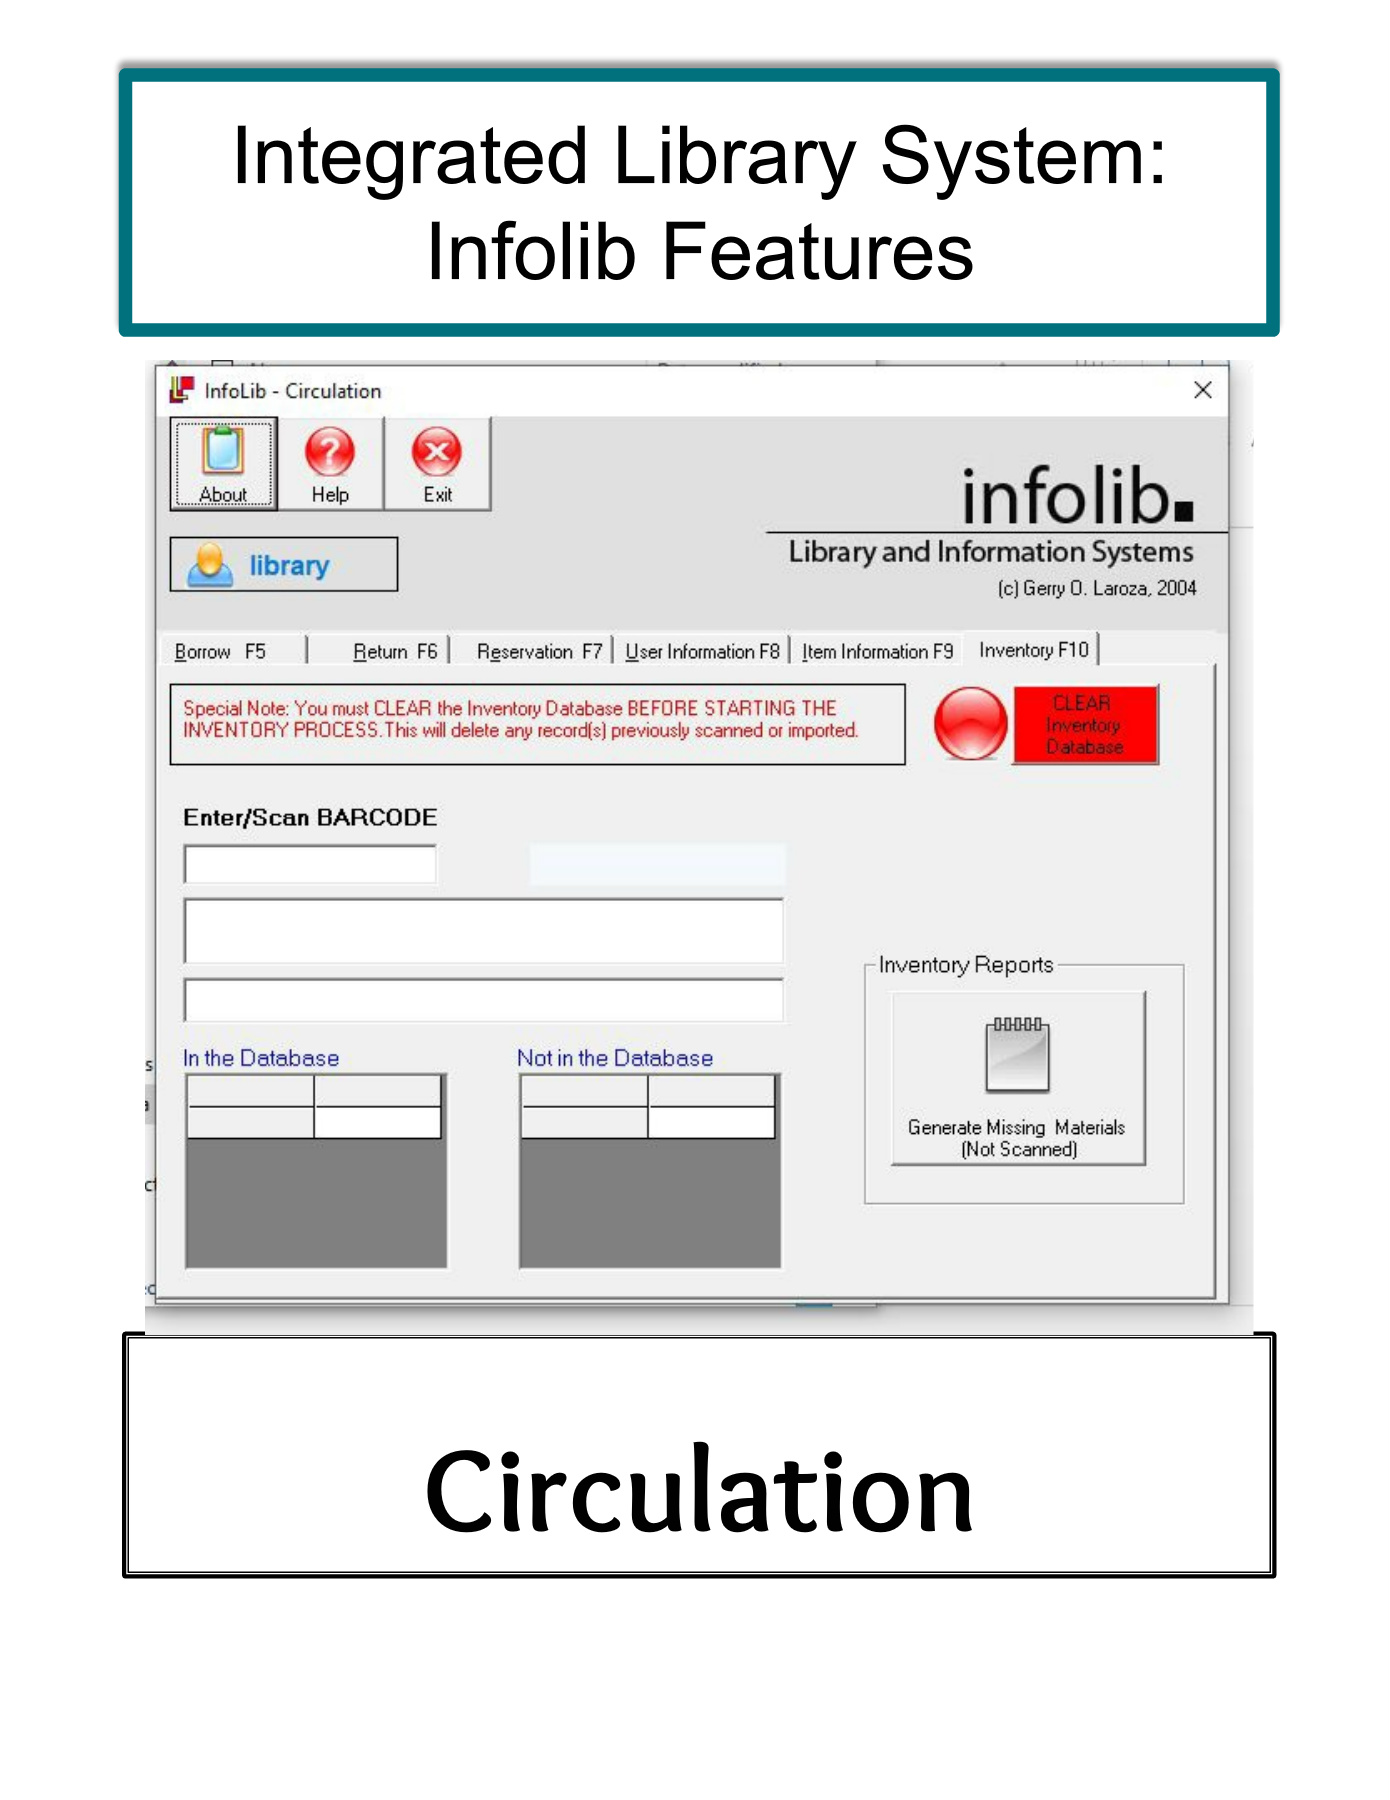 Integrated Library System:
Infolib Features
InfoLib - Circulation
About
Help
Exit
infolib.
Library and Information Systems
(c) Gerry O. Laroza, 2004
library
Borrow F5
Return F6
Reservation F7
User Information F8
Item Information F9
Inventory F10
Special Note: You must CLEAR the Inventory Database BEFORE STARTING THE
INVENTORY PROCESS.This will delete any record(s) previously scanned or imported.
CLEAR
Inventory
Database
Enter/Scan BARCODE
Inventory Reports
In the Database
Not in the Database
Generate Missing Materials
(Not Scanned)
Circulation